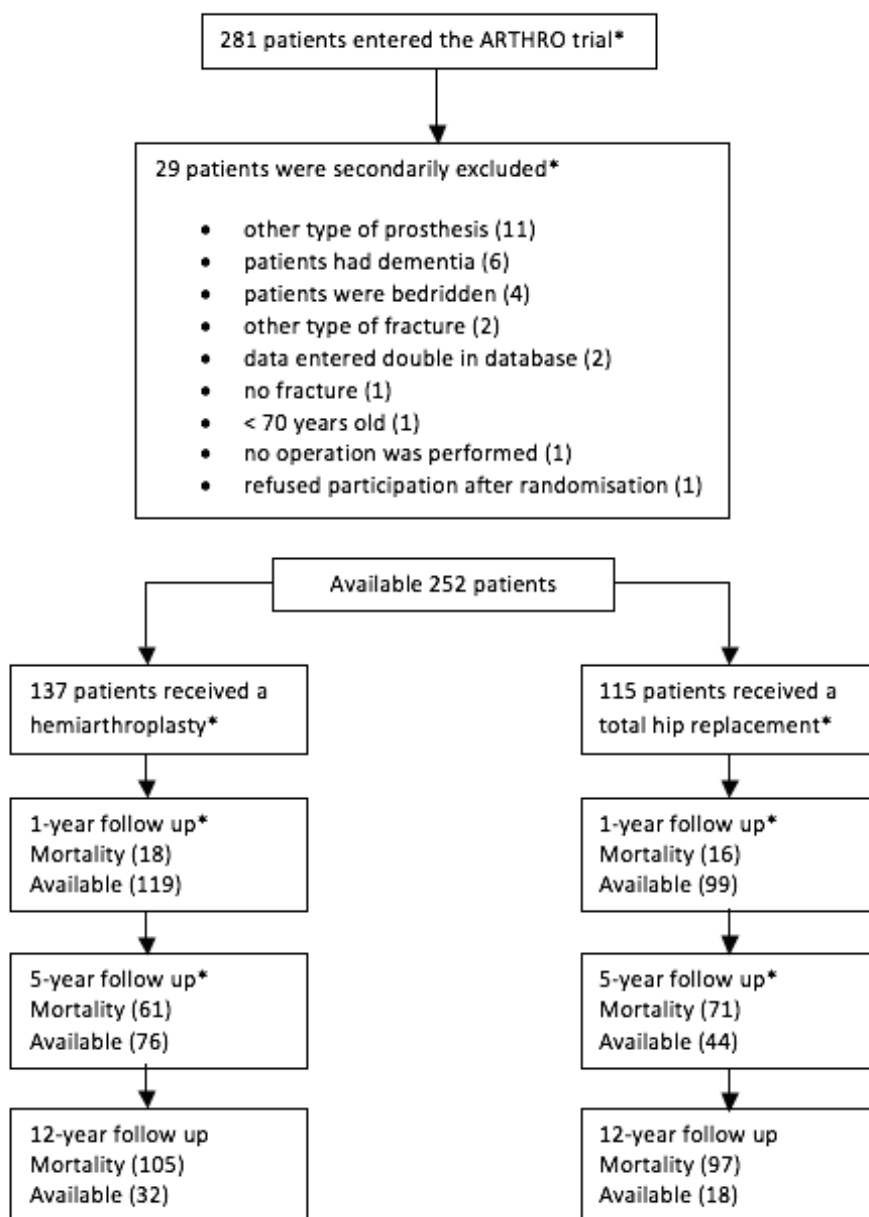 281 patients entered the ARTHRO trial*
29 patients were secondarily excluded*
• other type of prosthesis (11)
• patients had dementia (6)
• patients were bedridden (4)
• other type of fracture (2)
• data entered double in database (2)
• no fracture (1)
• < 70 years old (1)
• no operation was performed (1)
• refused participation after randomisation (1)
Available 252 patients
137 patients received a
hemiarthroplasty*
115 patients received a
total hip replacement*
1-year follow up*
Mortality (18)
Available (119)
1-year follow up*
Mortality (16)
Available (99)
5-year follow up*
Mortality (61)
Available (76)
5-year follow up*
Mortality (71)
Available (44)
12-year follow up
Mortality (105)
Available (32)
12-year follow up
Mortality (97)
Available (18)